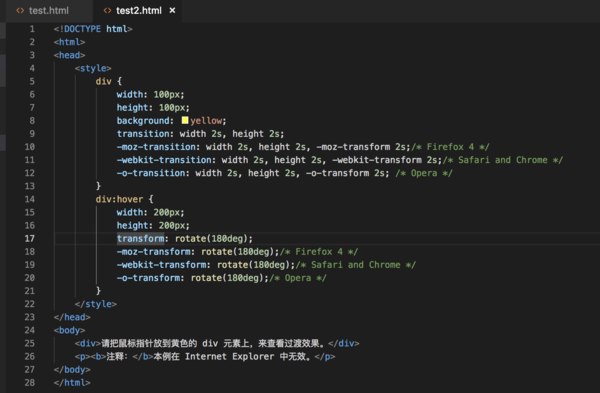 test.html test2.html
1 <!DOCTYPE html>
2 <html>
3 <head>
4 <style>
5 div {
6 width: 100px;
7 height: 100px;
8 background: yellow;
9 transition: width 2s, height 2s;
10 -moz-transition: width 2s, height 2s, -moz-transform 2s;/* Firefox 4 */
11 -webkit-transition: width 2s, height 2s, -webkit-transform 2s;/* Safari and Chrome */
12 -o-transition: width 2s, height 2s, -o-transform 2s; /* Opera */
13 }
14 div:hover {
15 width: 200px;
16 height: 200px;
17 transform: rotate(180deg);
18 -moz-transform: rotate(180deg);/* Firefox 4 */
19 -webkit-transform: rotate(180deg);/* Safari and Chrome */
20 -o-transform: rotate(180deg);/* Opera */
21 }
22 </style>
23 </head>
24 <body>
25 <div>请把鼠标指针放到黄色的 div 元素上，来查看过渡效果。</div>
26 <p><b>注释：</b>本例在 Internet Explorer 中无效。</p>
27 </body>
28 </html>